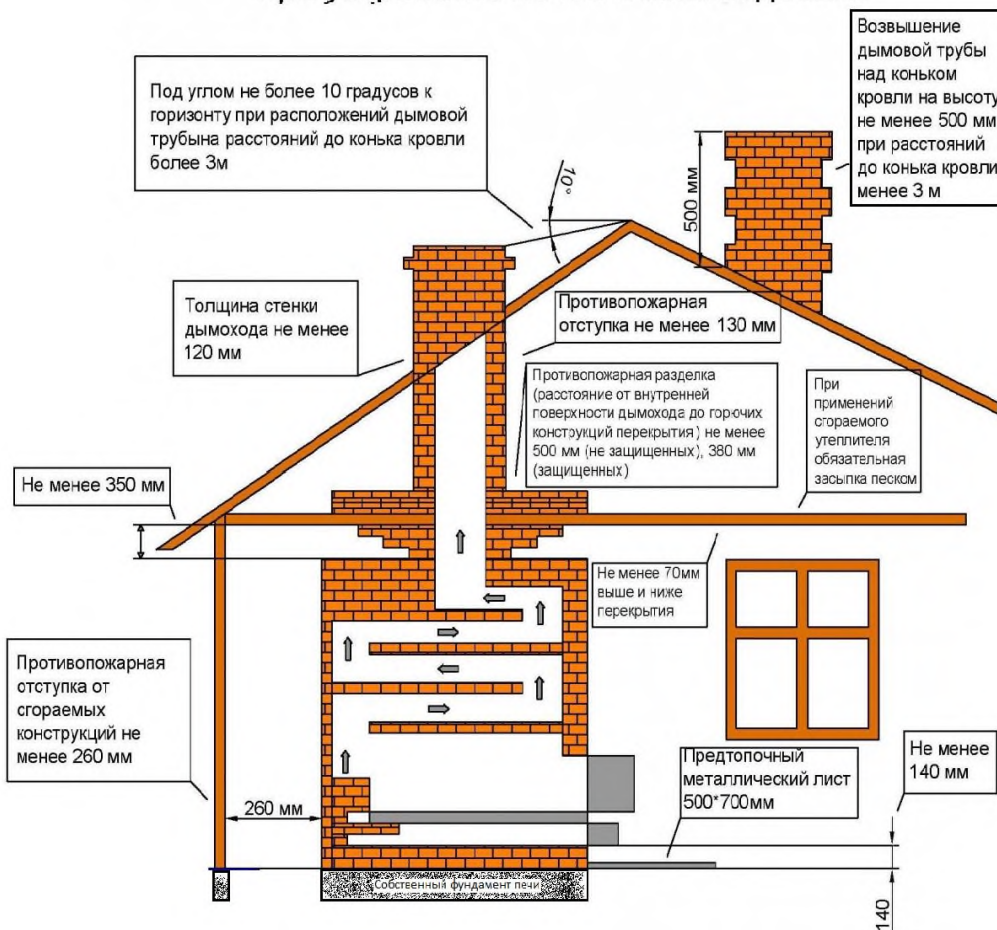 Возвышение
дымовой трубы
над коньком
кровли на высоту
не менее 500 мм
при расстояний
до конька кровли
менее 3 м
Под углом не более 10 градусов к
горизонту при расположений дымовой
трубына расстояний до конька кровли
более 3м
10°
500 мм
Толщина стенки
дымохода не менее
120 мм
Противопожарная
отступка не менее 130 мм
Противопожарная разделка
(расстояние от внутренней
поверхности дымохода до горючих
конструкций перекрытия) не менее
500 мм (не защищенных), 380 мм
(защищенных)
При
применений
сгораемого
утеплителя
обязательная
засыпка песком
Не менее 350 мм
Не менее 70мм
выше и ниже
перекрытия
Противопожарная
отступка от
сгораемых
конструкций не
менее 260 мм
260 мм
Предтопочный
металлический лист
500*700мм
Не менее
140 мм
Собственный фундамент печи
140